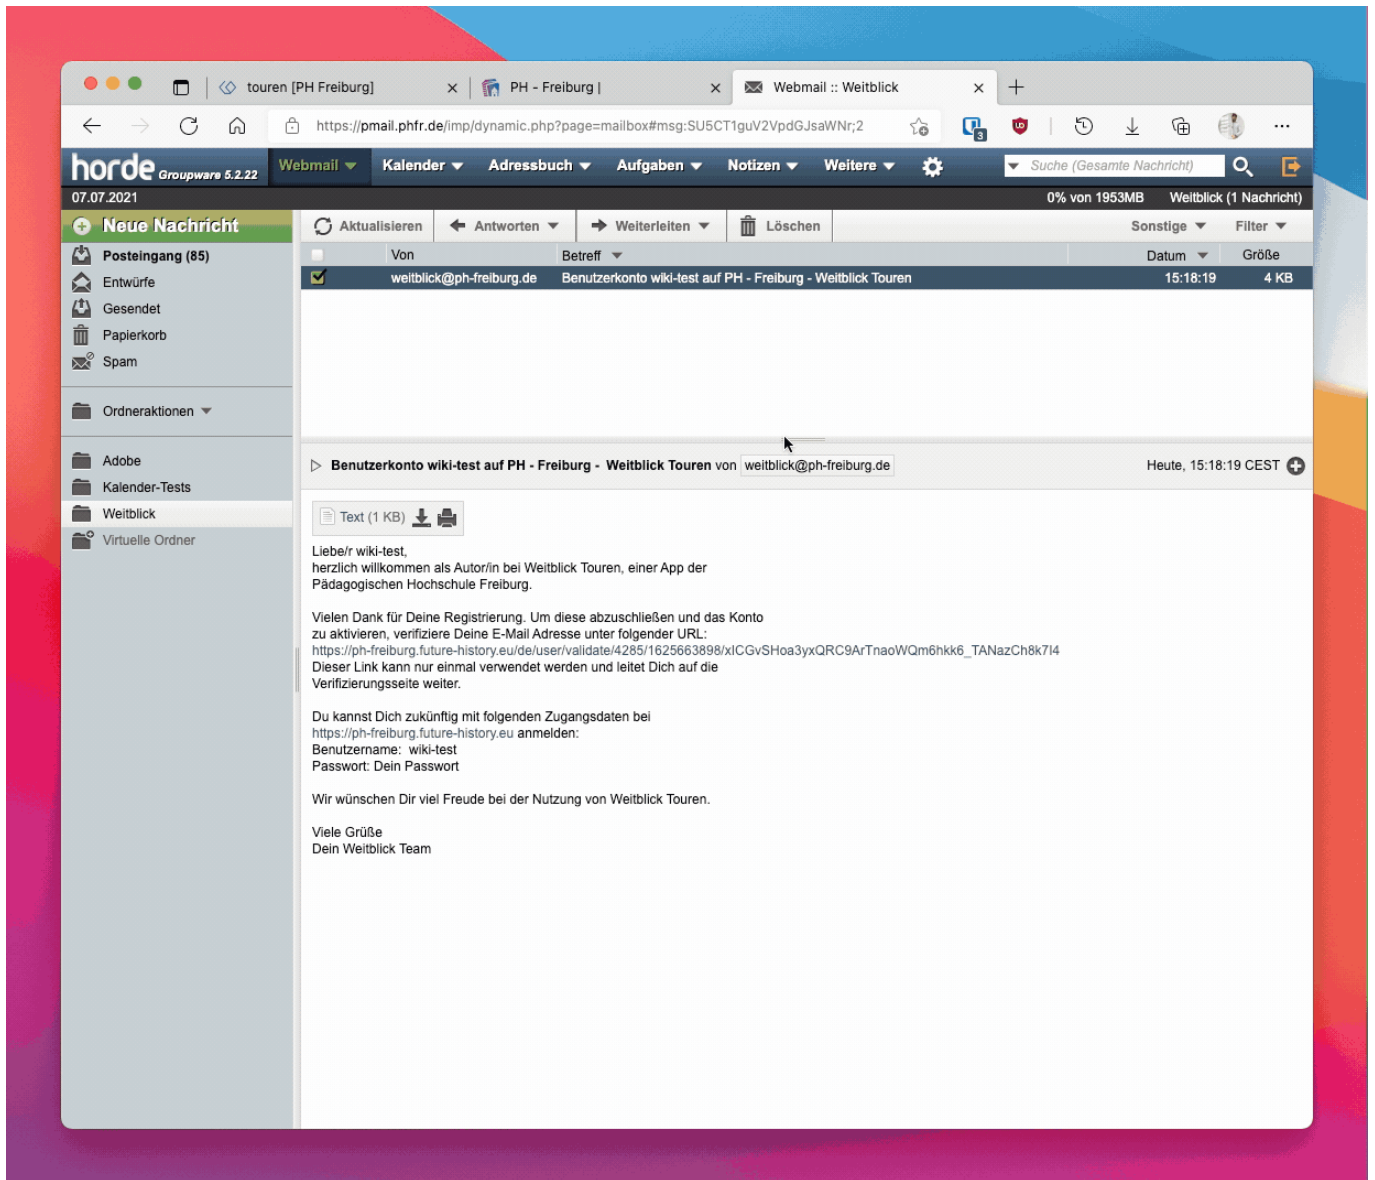 touren [PH Freiburg]
PH - Freiburg |
Webmail :: Weitblick
https://pmail.phfr.de/imp/dynamic.php?page=mailbox#msg:SU5CT1guV2VpdGJsaWNr;2
3
horde Groupware 5.2.22
Webmail
Kalender
Adressbuch
Aufgaben
Notizen
Weitere
Suche (Gesamte Nachricht)
07.07.2021
0% von 1953MB
Weitblick (1 Nachricht)
Neue Nachricht
Aktualisieren
Antworten
Weiterleiten
Löschen
Sonstige
Filter
Posteingang (85)
Entwürfe
Gesendet
Papierkorb
Spam
Ordneraktionen
Adobe
Kalender-Tests
Weitblick
Virtuelle Ordner
Von
Betreff
Datum
Größe
weitblick@ph-freiburg.de
Benutzerkonto wiki-test auf PH - Freiburg - Weitblick Touren
15:18:19
4 KB
Benutzerkonto wiki-test auf PH - Freiburg - Weitblick Touren von weitblick@ph-freiburg.de
Heute, 15:18:19 CEST
Text (1 KB)
Liebe/r wiki-test,
herzlich willkommen als Autor/in bei Weitblick Touren, einer App der
Pädagogischen Hochschule Freiburg.
Vielen Dank für Deine Registrierung. Um diese abzuschließen und das Konto
zu aktivieren, verifiziere Deine E-Mail Adresse unter folgender URL:
https://ph-freiburg.future-history.eu/de/user/validate/4285/1625663898/xICGvSHoa3yxQRC9ArTnaoWQm6hkk6_TANazCh8k7I4
Dieser Link kann nur einmal verwendet werden und leitet Dich auf die
Verifizierungsseite weiter.
Du kannst Dich zukünftig mit folgenden Zugangsdaten bei
https://ph-freiburg.future-history.eu anmelden:
Benutzername: wiki-test
Passwort: Dein Passwort
Wir wünschen Dir viel Freude bei der Nutzung von Weitblick Touren.
Viele Grüße
Dein Weitblick Team